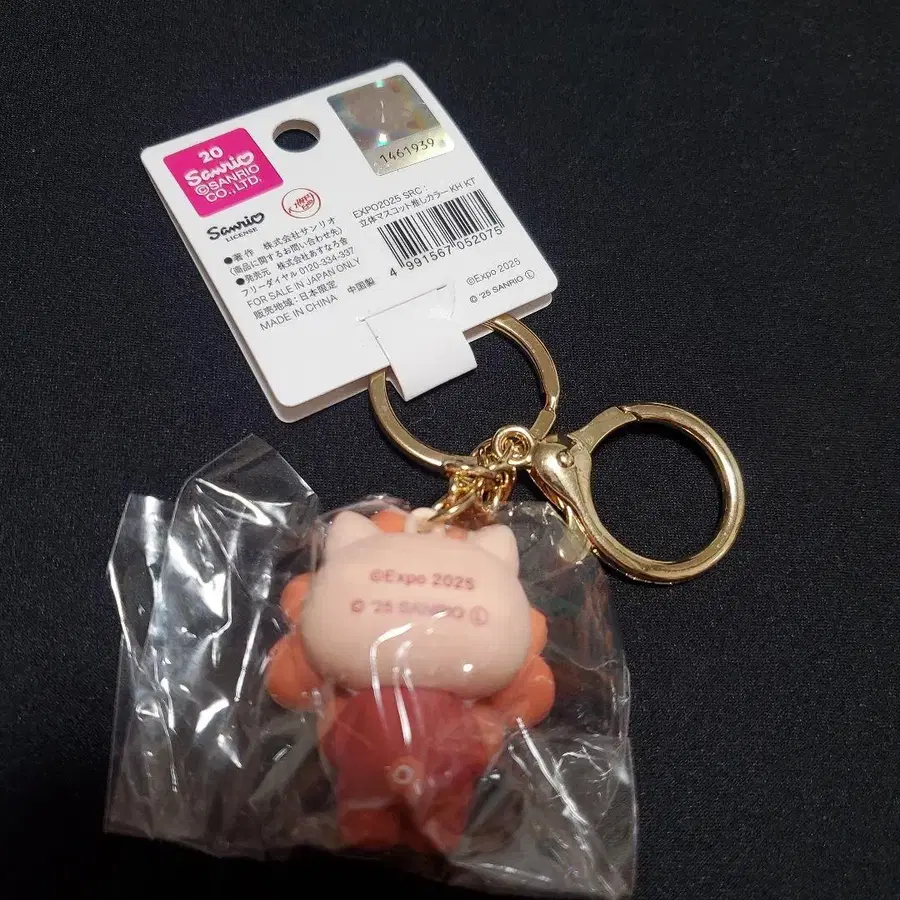 20
Sanrio
©SANRIO
CO., LTD.
1461939
Sanrio
LICENSE
EXPO2025 SRC :
立体マスコット推しカラーKH KT
4 991567 052075
●著作 株式会社サンリオ
(商品に関するお問い合わせ先)
●発売元 株式会社あすなろ舎
フリーダイヤル 0120-334-337
FOR SALE IN JAPAN ONLY
販売地域：日本限定 中国製
MADE IN CHINA
©Expo 2025
© '25 SANRIO Ⓛ
©Expo 2025
© '25 SANRIO Ⓛ